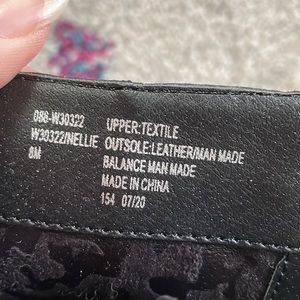 088-W30322 UPPER:TEXTILE
W30322/NELLIE OUTSOLE:LEATHER/MAN MADE
8M BALANCE MAN MADE
MADE IN CHINA
154 07/20